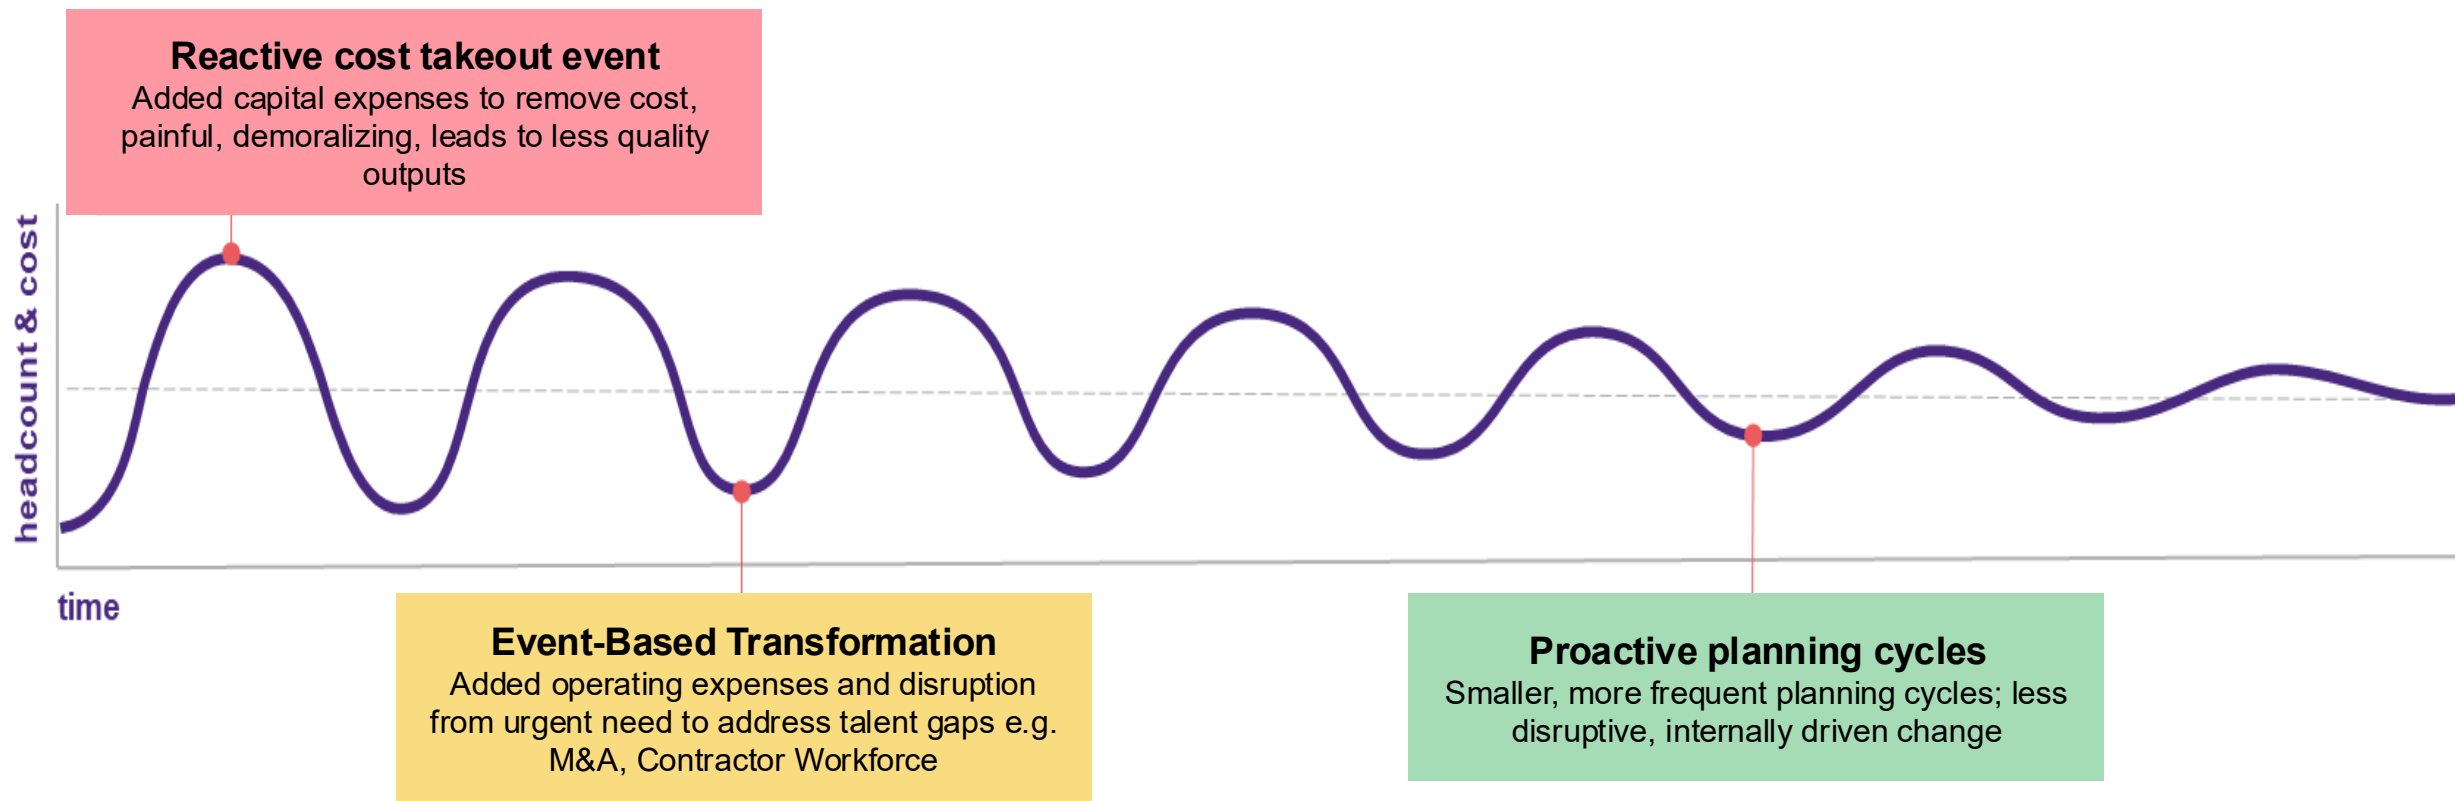 Reactive cost takeout event
Added capital expenses to remove cost,
painful, demoralizing, leads to less quality
outputs
headcount & cost
time
Event-Based Transformation
Added operating expenses and disruption
from urgent need to address talent gaps e.g.
M&A, Contractor Workforce
Proactive planning cycles
Smaller, more frequent planning cycles; less
disruptive, internally driven change